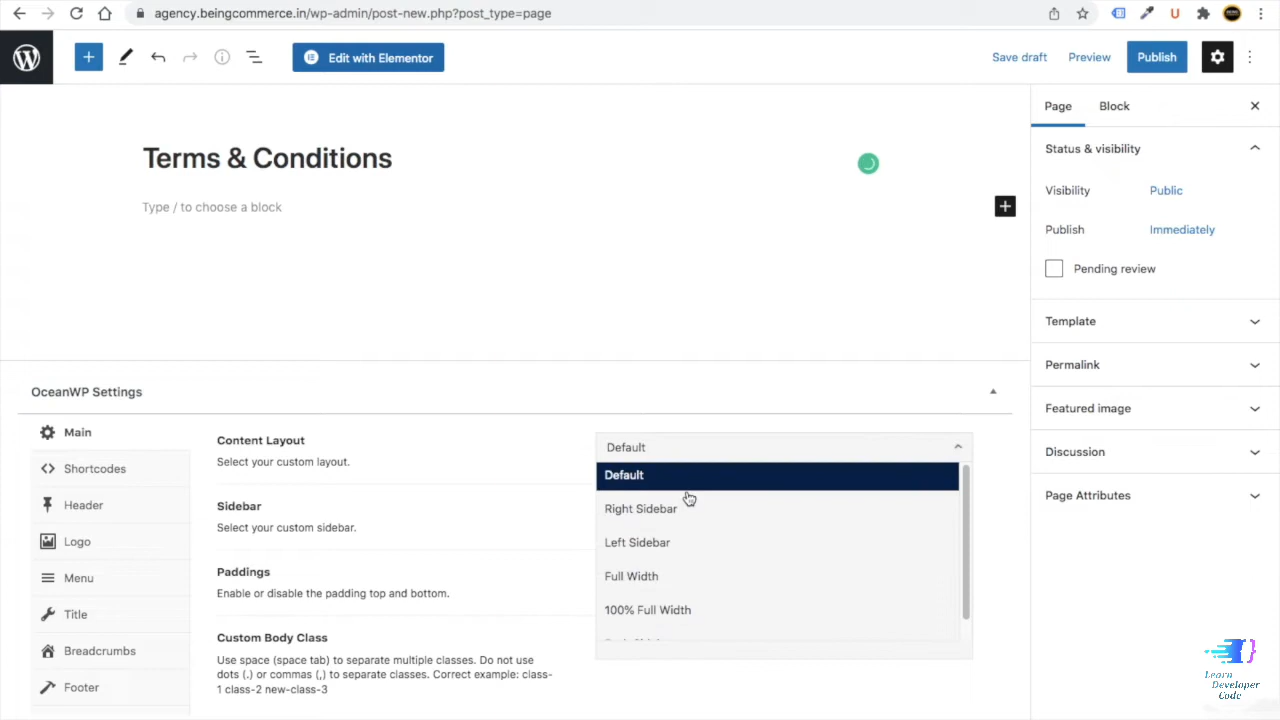 agency.beingcommerce.in/wp-admin/post-new.php?post_type=page
Edit with Elementor
Save draft
Preview
Publish
Terms & Conditions
Type / to choose a block
Page
Block
Status & visibility
Visibility
Public
Publish
Immediately
Pending review
Template
Permalink
Featured image
Discussion
Page Attributes
OceanWP Settings
Main
Shortcodes
Header
Logo
Menu
Title
Breadcrumbs
Footer
Content Layout
Select your custom layout.
Sidebar
Select your custom sidebar.
Paddings
Enable or disable the padding top and bottom.
Custom Body Class
Use space (space tab) to separate multiple classes. Do not use
dots (.) or commas (,) to separate classes. Correct example: class-
1 class-2 new-class-3
Default
Default
Right Sidebar
Left Sidebar
Full Width
100% Full Width
Learn
Developer
Code